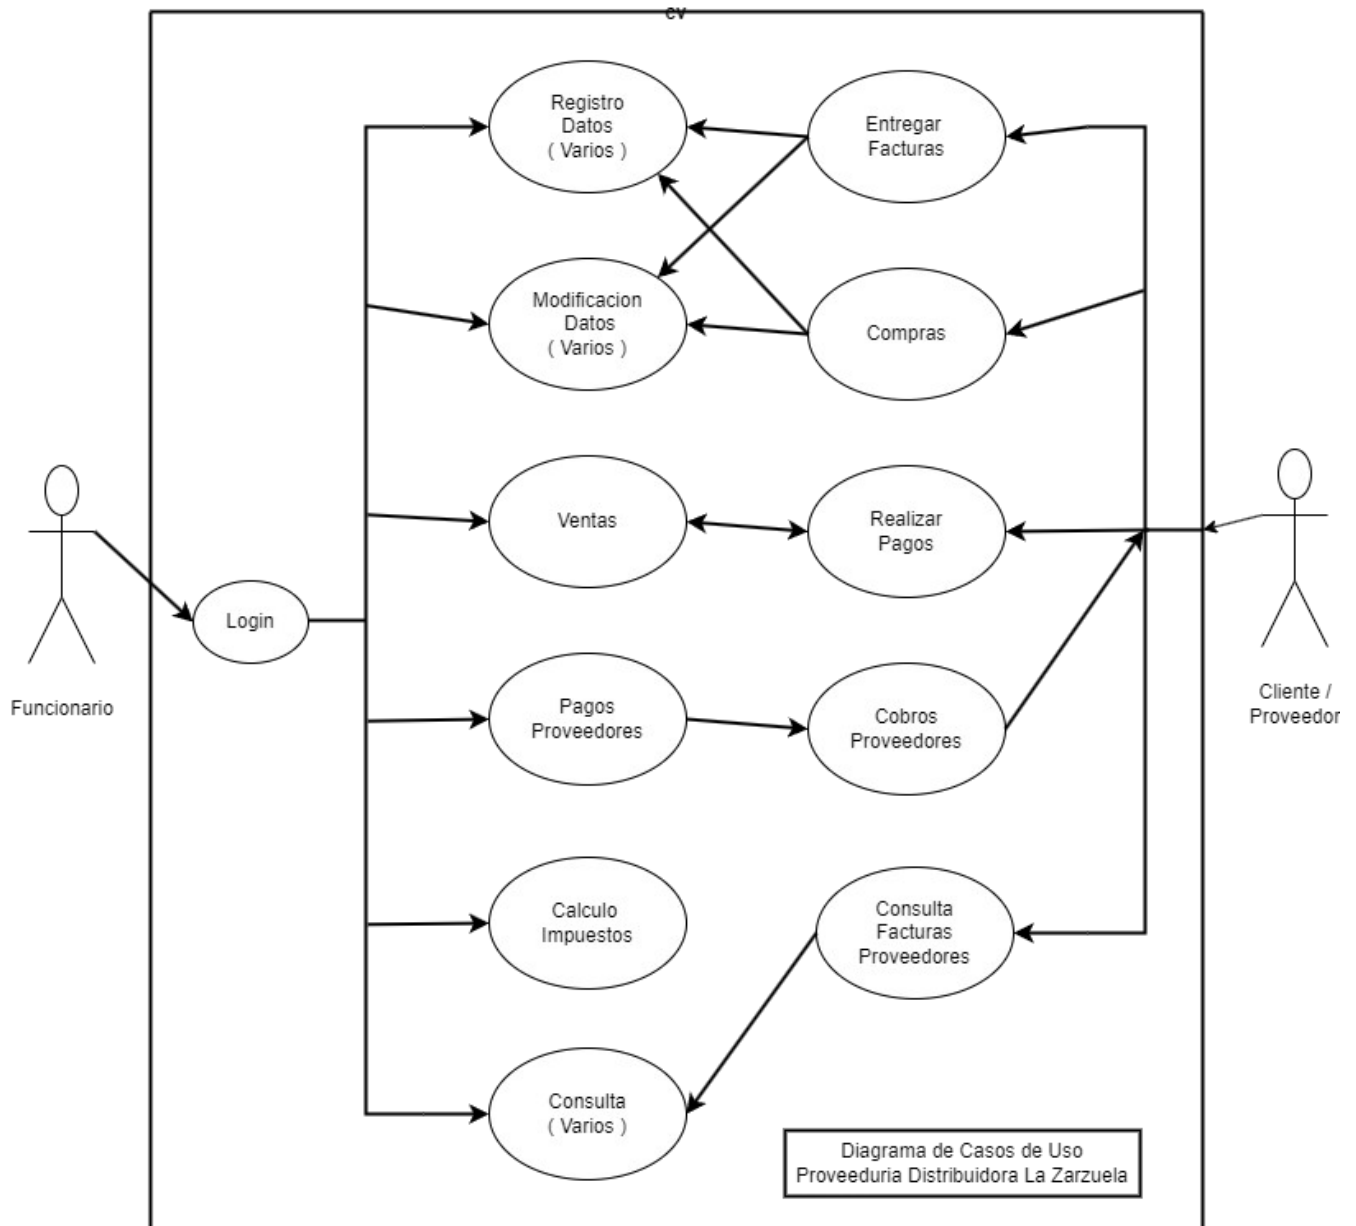 cv
Registro
Datos
( Varios )
Entregar
Facturas
Modificacion
Datos
( Varios )
Compras
Ventas
Realizar
Pagos
Login
Funcionario
Pagos
Proveedores
Cobros
Proveedores
Cliente /
Proveedor
Calculo
Impuestos
Consulta
Facturas
Proveedores
Consulta
( Varios )
Diagrama de Casos de Uso
Proveeduria Distribuidora La Zarzuela